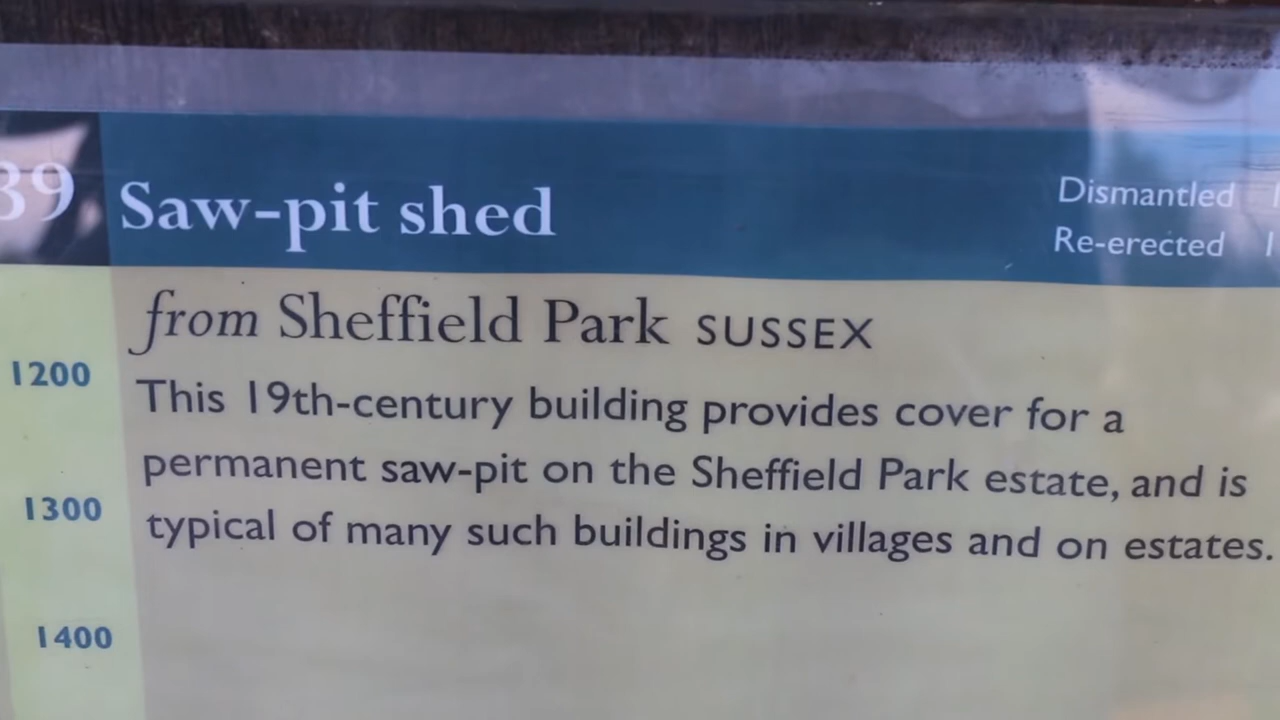 39 Saw-pit shed
Dismantled
Re-erected
from Sheffield Park SUSSEX
1200
This 19th-century building provides cover for a
permanent saw-pit on the Sheffield Park estate, and is
1300
typical of many such buildings in villages and on estates.
1400